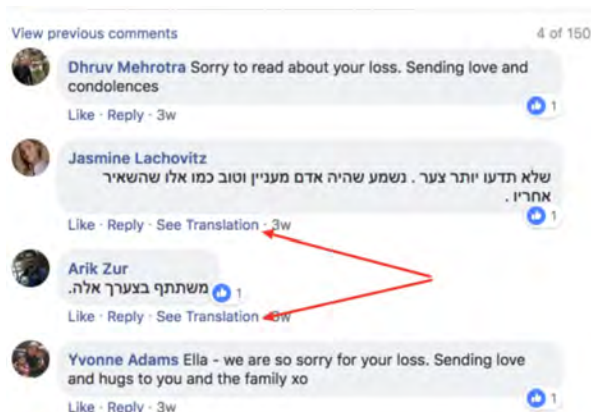 View previous comments 4 of 150
Dhruv Mehrotra Sorry to read about your loss. Sending love and
condolences
1
Like · Reply · 3w
Jasmine Lachovitz
שלא תדעו יותר צער . נשמע שהיה אדם מעניין וטוב כמו אלו שהשאיר
אחריו .
1
Like · Reply · See Translation · 3w
Arik Zur
משתתף בצערך אלה. 1
Like · Reply · See Translation · 3w
Yvonne Adams Ella - we are so sorry for your loss. Sending love
and hugs to you and the family xo
1
Like · Reply · 3w